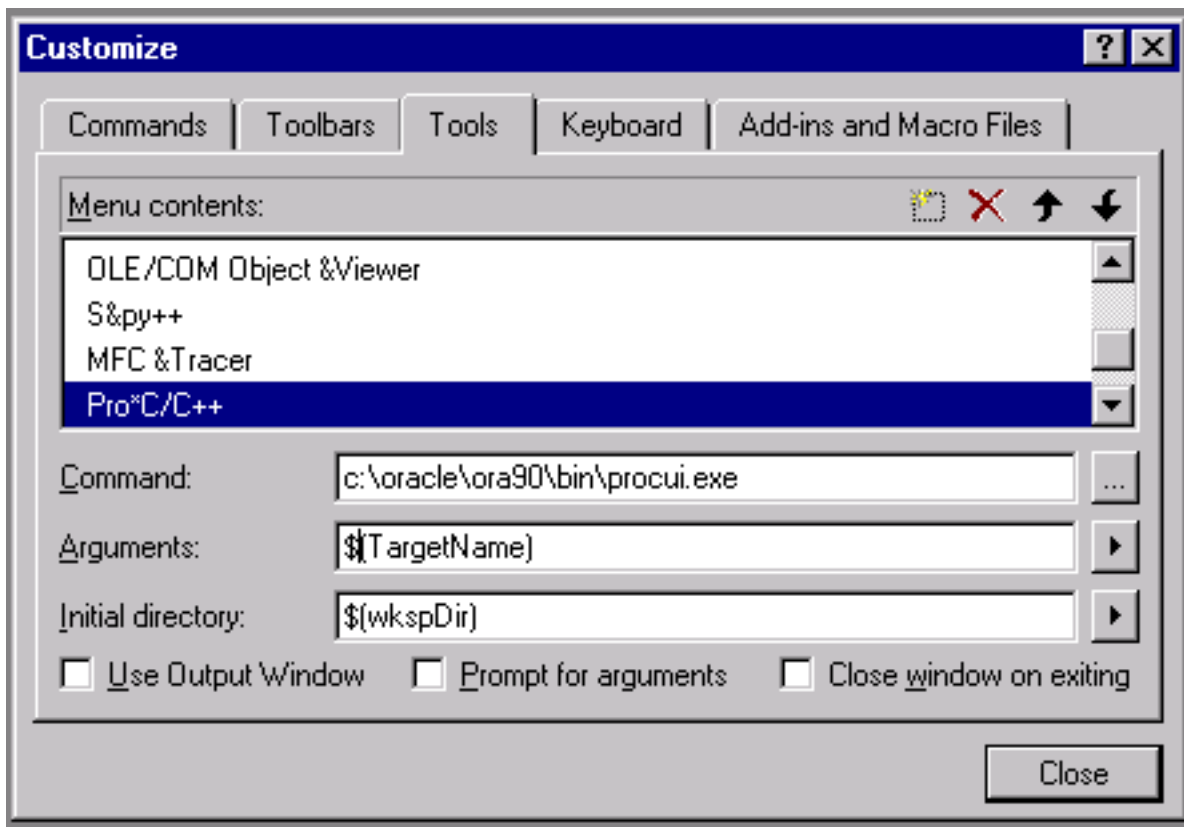 Customize
Commands Toolbars Tools Keyboard Add-ins and Macro Files
Menu contents:
OLE/COM Object &Viewer
S&py++
MFC &Tracer
Pro*C/C++
Command: c:\oracle\ora90\bin\procui.exe ...
Arguments: $(TargetName)
Initial directory: $(wkspDir)
Use Output Window Prompt for arguments Close window on exiting
Close